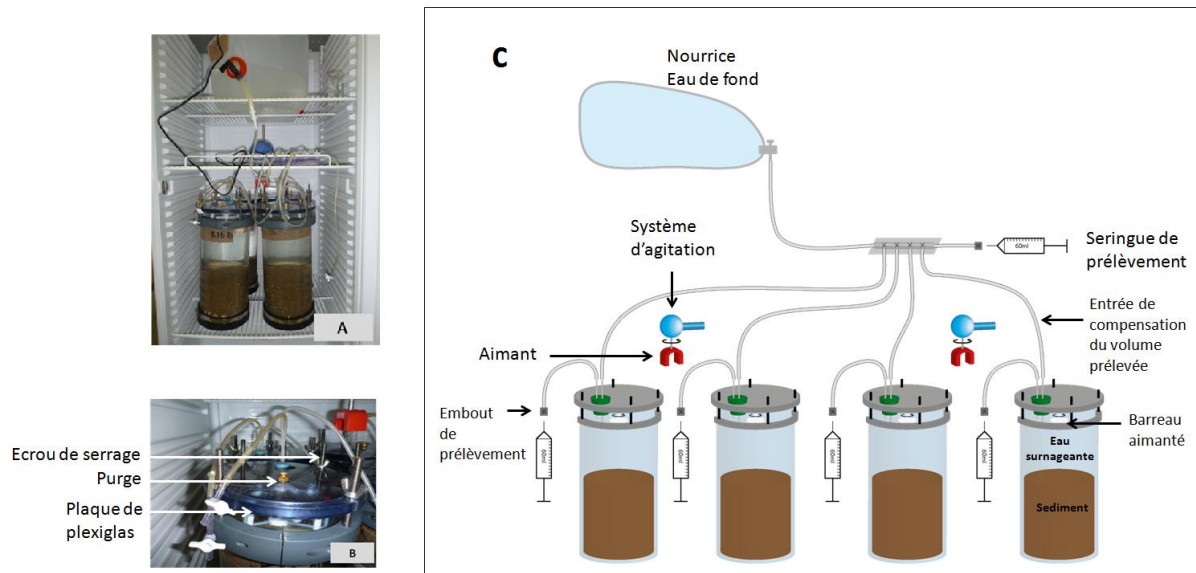 A
Ecrou de serrage
Purge
Plaque de
plexiglas
B
C
Nourrice
Eau de fond
Système
d'agitation
60ml
Seringue de
prélèvement
Aimant
Entrée de
compensation
du volume
prélevée
Embout
de
prélèvement
60ml
60ml
60ml
60ml
Barreau
aimanté
Eau
surnageante
Sediment